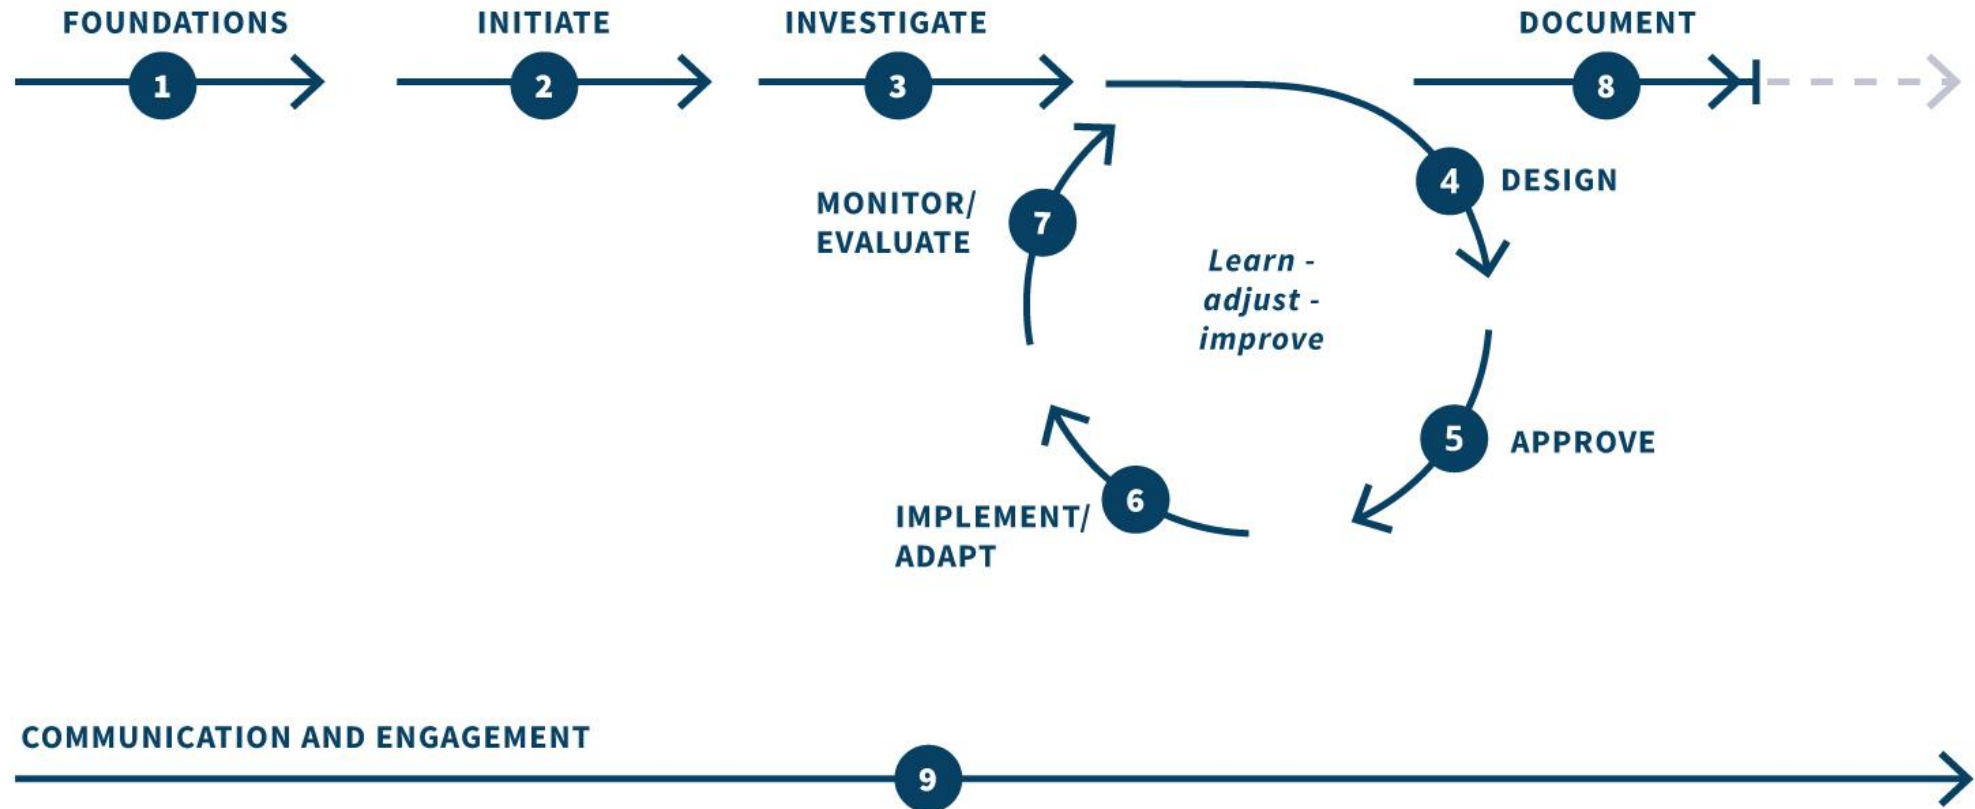 FOUNDATIONS
1
INITIATE
2
INVESTIGATE
3
DOCUMENT
8
4
DESIGN
MONITOR/
EVALUATE
7
Learn -
adjust -
improve
5
APPROVE
6
IMPLEMENT/
ADAPT
COMMUNICATION AND ENGAGEMENT
9